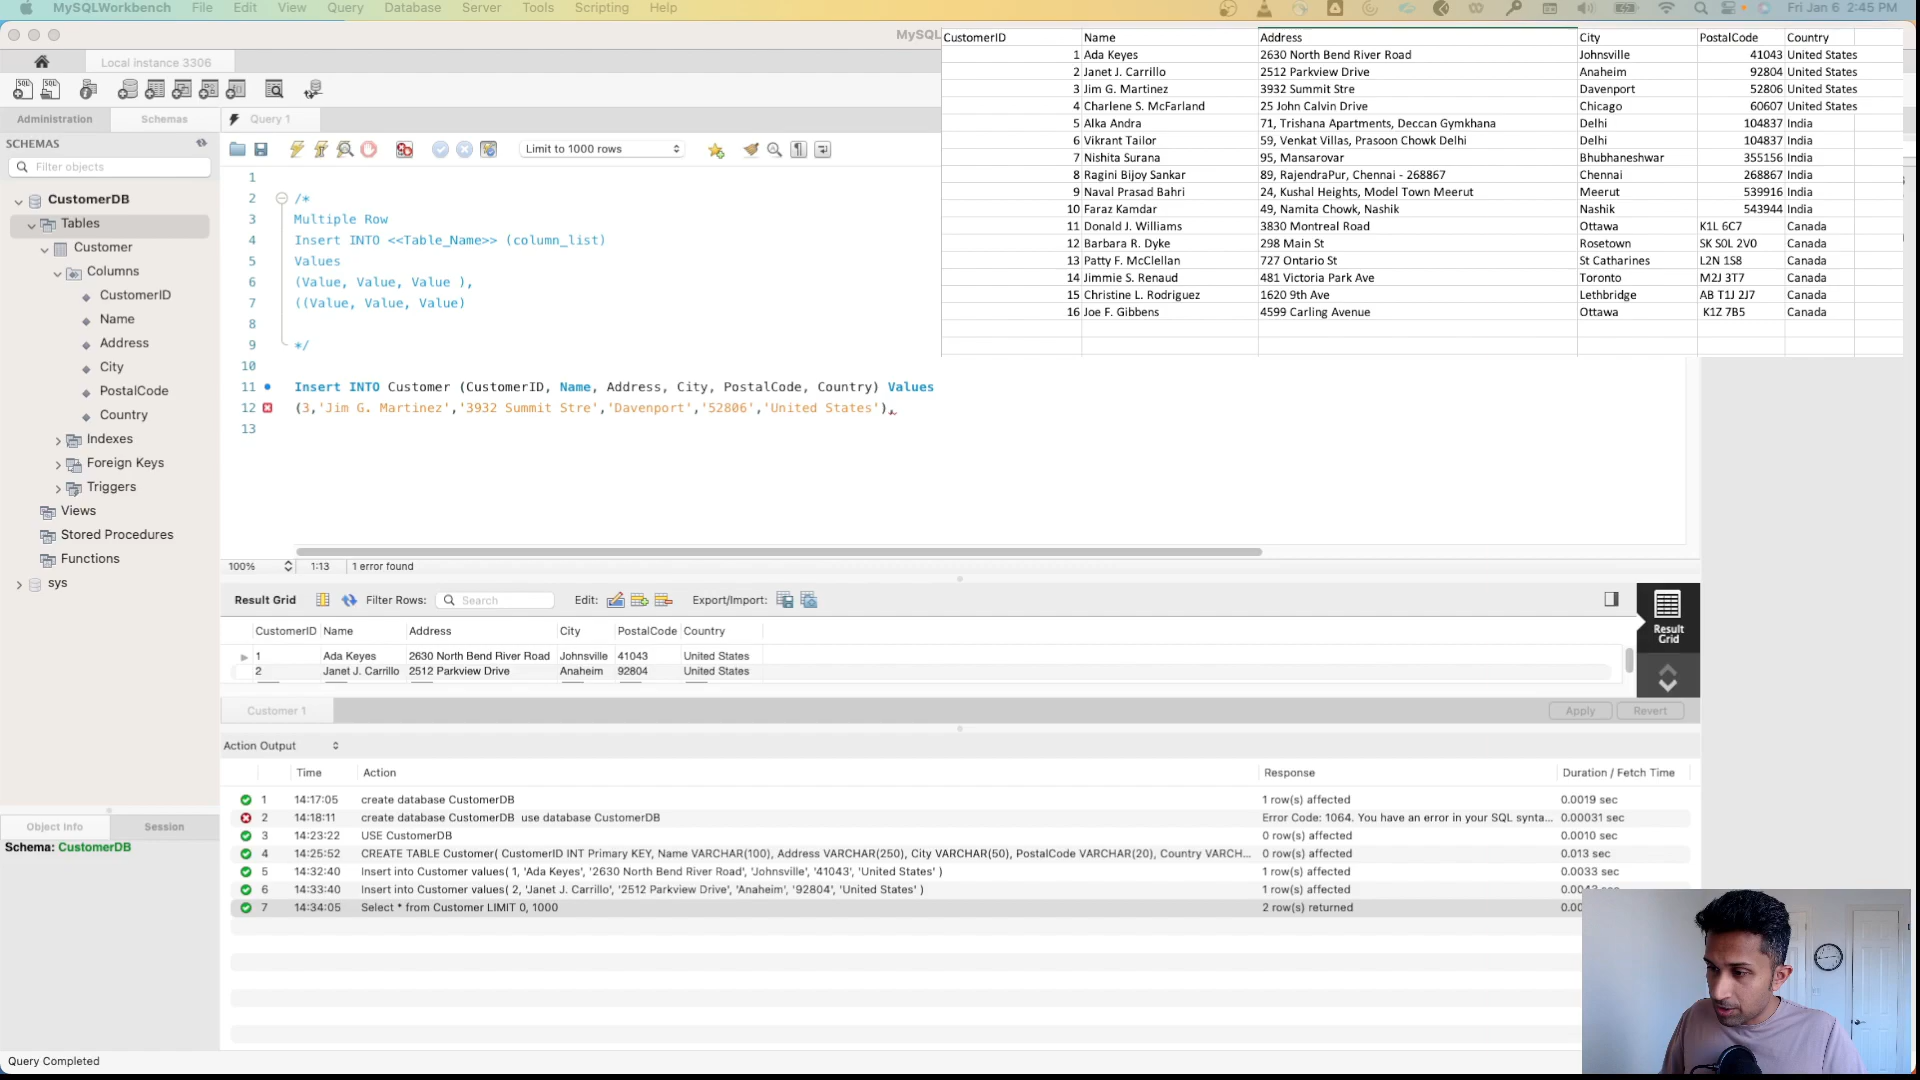 MySQLWorkbench File Edit View Query Database Server Tools Scripting Help Fri Jan 6 2:45 PM
MySQL
Local instance 3306
Administration Schemas Query 1
SCHEMAS
Filter objects
Limit to 1000 rows
CustomerDB
Tables
Customer
Columns
CustomerID
Name
Address
City
PostalCode
Country
Indexes
Foreign Keys
Triggers
Views
Stored Procedures
Functions
sys
CustomerID Name Address City PostalCode Country
1 Ada Keyes 2630 North Bend River Road Johnsville 41043 United States
2 Janet J. Carrillo 2512 Parkview Drive Anaheim 92804 United States
3 Jim G. Martinez 3932 Summit Stre Davenport 52806 United States
4 Charlene S. McFarland 25 John Calvin Drive Chicago 60607 United States
5 Alka Andra 71, Trishana Apartments, Deccan Gymkhana Delhi 104837 India
6 Vikrant Tailor 59, Venkat Villas, Prasoon Chowk Delhi Delhi 104837 India
7 Nishita Surana 95, Mansarovar Bhubhaneshwar 355156 India
8 Ragini Bijoy Sankar 89, RajendraPur, Chennai - 268867 Chennai 268867 India
9 Naval Prasad Bahri 24, Kushal Heights, Model Town Meerut Meerut 539916 India
10 Faraz Kamdar 49, Namita Chowk, Nashik Nashik 543944 India
11 Donald J. Williams 3830 Montreal Road Ottawa K1L 6C7 Canada
12 Barbara R. Dyke 298 Main St Rosetown SK S0L 2V0 Canada
13 Patty F. McClellan 727 Ontario St St Catharines L2N 1S8 Canada
14 Jimmie S. Renaud 481 Victoria Park Ave Toronto M2J 3T7 Canada
15 Christine L. Rodriguez 1620 9th Ave Lethbridge AB T1J 2J7 Canada
16 Joe F. Gibbens 4599 Carling Avenue Ottawa K1Z 7B5 Canada
1
2 /*
3 Multiple Row
4 Insert INTO <<Table_Name>> (column_list)
5 Values
6 (Value, Value, Value ),
7 ((Value, Value, Value)
8
9 */
10
11 Insert INTO Customer (CustomerID, Name, Address, City, PostalCode, Country) Values
12 (3,'Jim G. Martinez','3932 Summit Stre','Davenport','52806','United States'),
13
100% 1:13 1 error found
Result Grid Filter Rows: Search Edit: Export/Import:
Result
Grid
CustomerID Name Address City PostalCode Country
1 Ada Keyes 2630 North Bend River Road Johnsville 41043 United States
2 Janet J. Carrillo 2512 Parkview Drive Anaheim 92804 United States
Customer 1 Apply Revert
Action Output
Time Action Response Duration / Fetch Time
1 14:17:05 create database CustomerDB 1 row(s) affected 0.0019 sec
2 14:18:11 create database CustomerDB use database CustomerDB Error Code: 1064. You have an error in your SQL synta... 0.00031 sec
3 14:23:22 USE CustomerDB 0 row(s) affected 0.0010 sec
4 14:25:52 CREATE TABLE Customer( CustomerID INT Primary KEY, Name VARCHAR(100), Address VARCHAR(250), City VARCHAR(50), PostalCode VARCHAR(20), Country VARCH... 0 row(s) affected 0.013 sec
5 14:32:40 Insert into Customer values( 1, 'Ada Keyes', '2630 North Bend River Road', 'Johnsville', '41043', 'United States' ) 1 row(s) affected 0.0033 sec
6 14:33:40 Insert into Customer values( 2, 'Janet J. Carrillo', '2512 Parkview Drive', 'Anaheim', '92804', 'United States' ) 1 row(s) affected
7 14:34:05 Select * from Customer LIMIT 0, 1000 2 row(s) returned
Object Info Session
Schema: CustomerDB
Query Completed